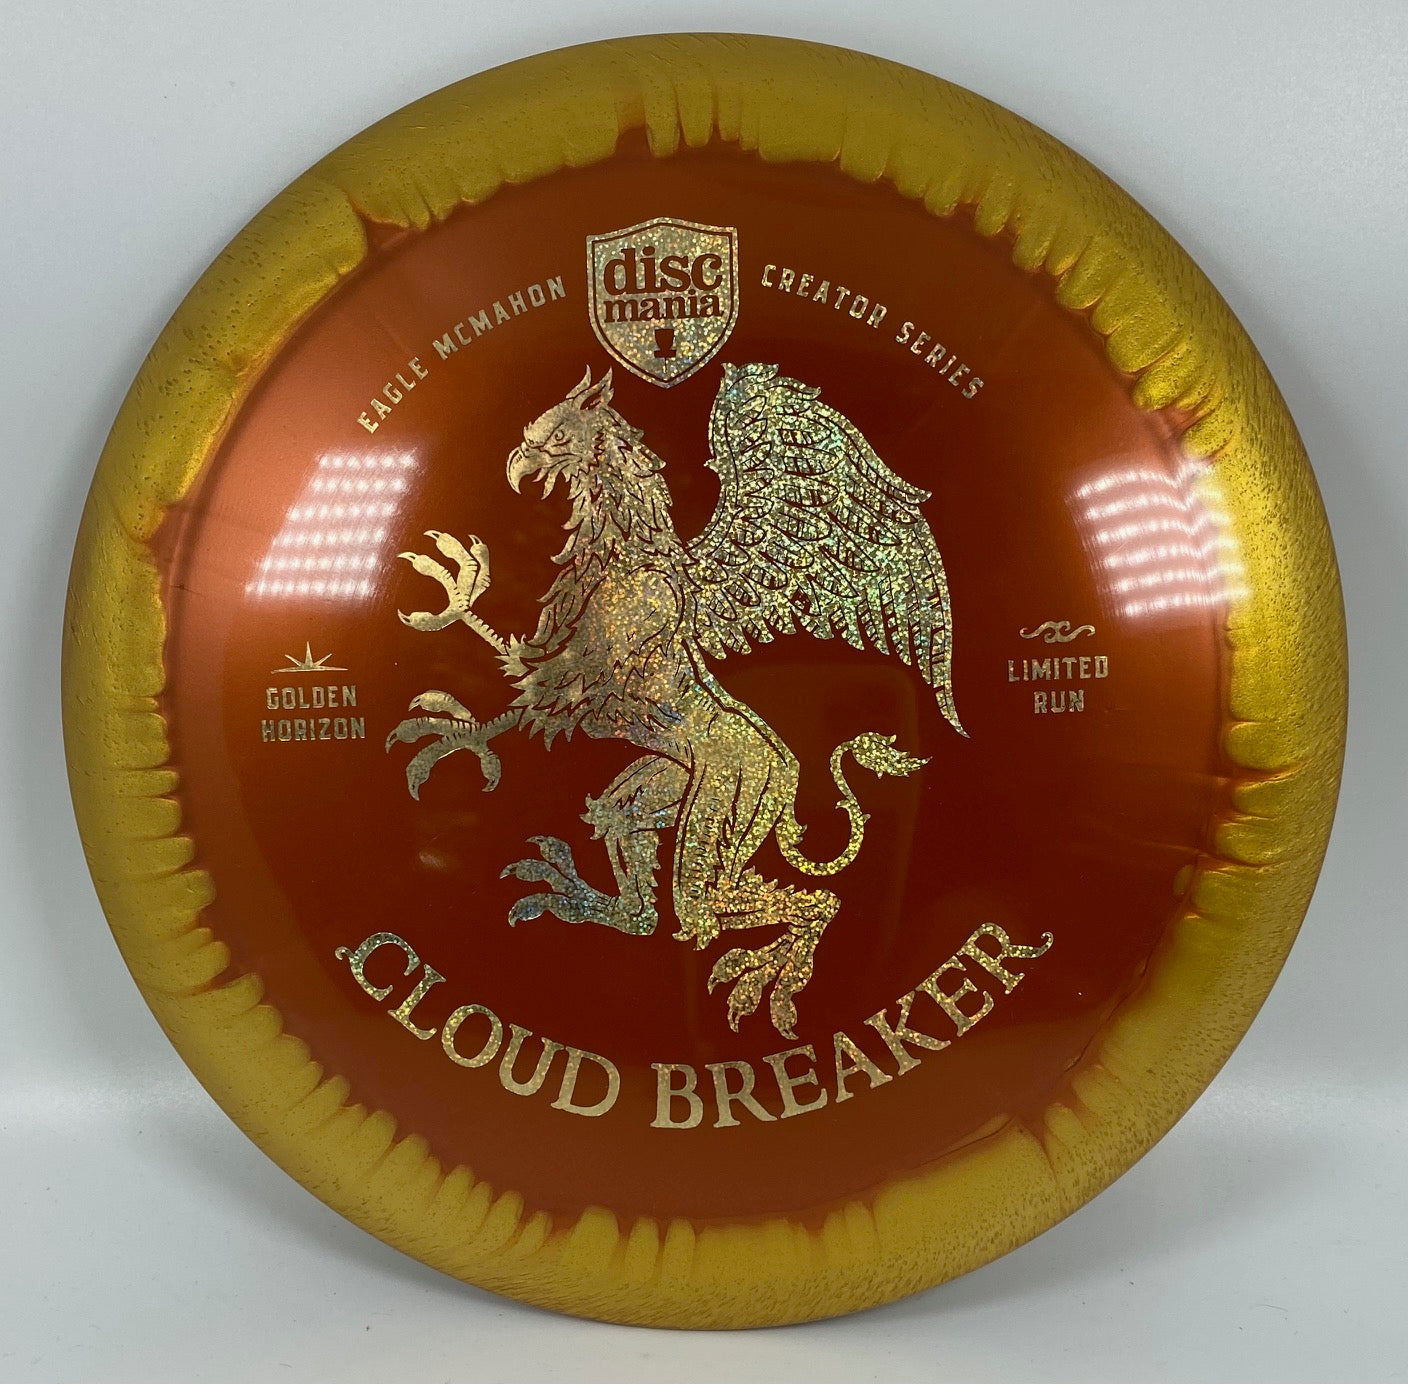 disc
mania
EAGLE MCMAHON
CREATOR SERIES
GOLDEN
HORIZON
LIMITED
RUN
CLOUD BREAKER